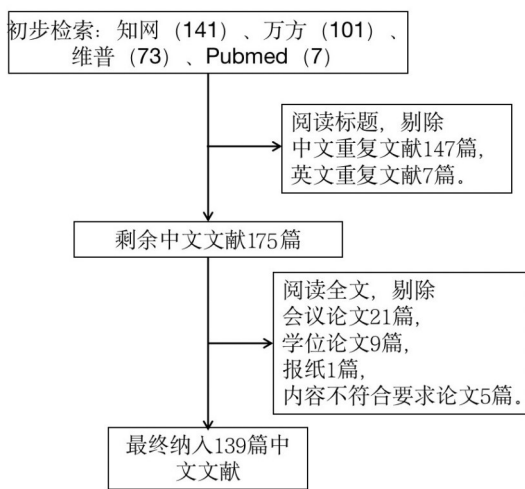 初步检索：知网（141）、万方（101）、
维普（73）、Pubmed（7）
阅读标题，剔除
中文重复文献147篇，
英文重复文献7篇。
剩余中文文献175篇
阅读全文，剔除
会议论文21篇，
学位论文9篇，
报纸1篇，
内容不符合要求论文5篇。
最终纳入139篇中
文文献